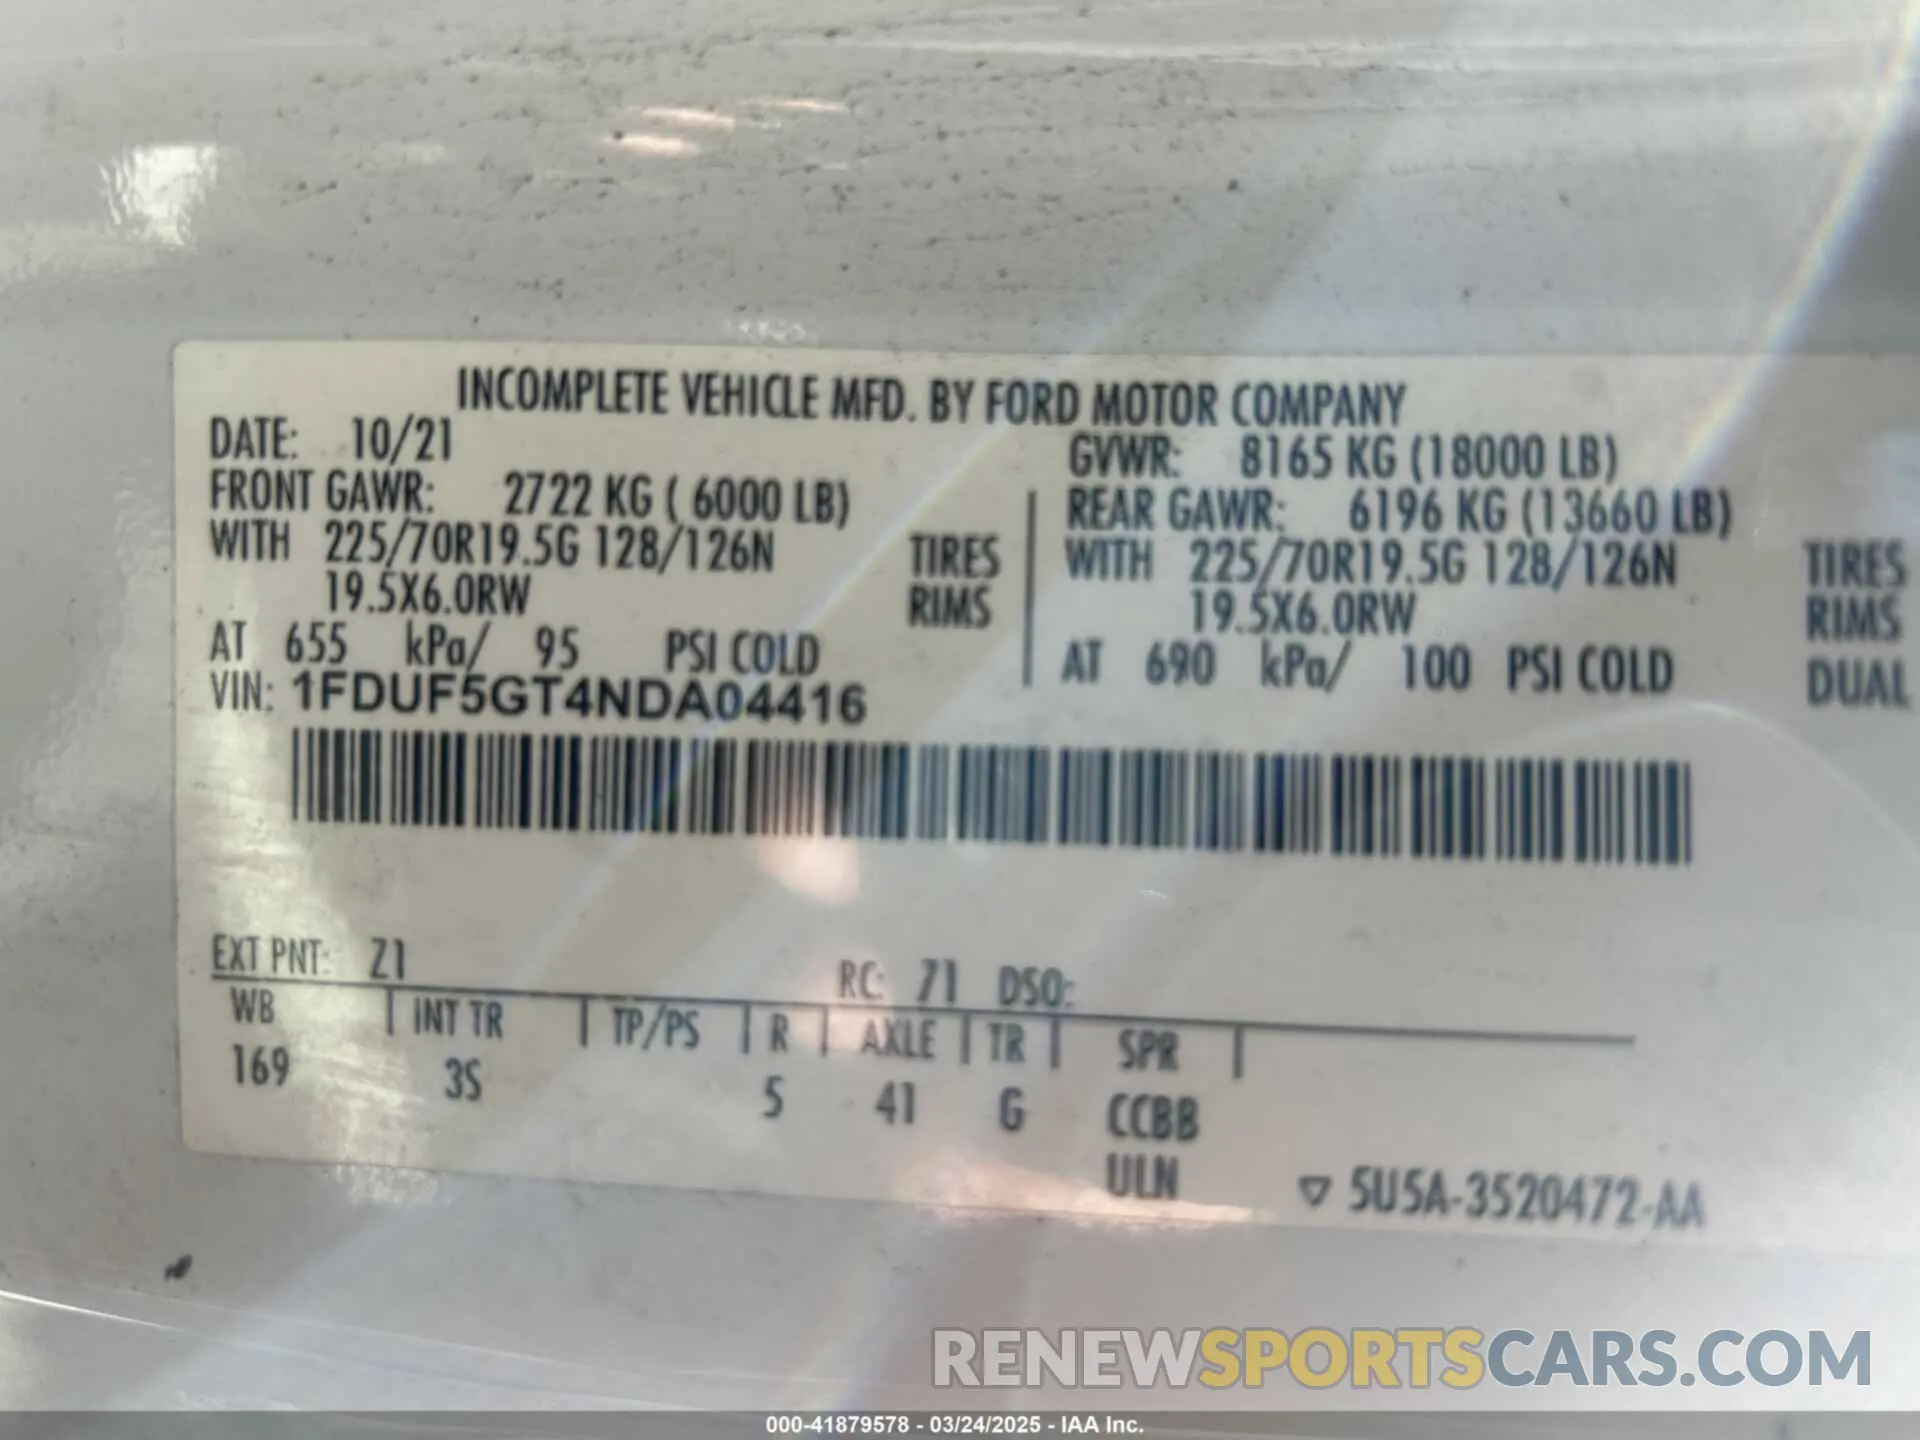 INCOMPLETE VEHICLE MFD. BY FORD MOTOR COMPANY
DATE: 10/21 GVWR: 8165 KG (18000 LB)
FRONT GAWR: 2722 KG ( 6000 LB) REAR GAWR: 6196 KG (13660 LB)
WITH 225/70R19.5G 128/126N TIRES WITH 225/70R19.5G 128/126N TIRES
19.5X6.0RW RIMS 19.5X6.0RW RIMS
AT 655 kPa/ 95 PSI COLD AT 690 kPa/ 100 PSI COLD DUAL
VIN: 1FDUF5GT4NDA04416
EXT PNT: Z1 RC: 71 DSO:
WB INT TR TP/PS R AXLE TR SPR
169 3S 5 41 G CCBB
ULN 5U5A-3520472-AA
RENEWSPORTSCARS.COM
000-41879578 - 03/24/2025 - IAA Inc.